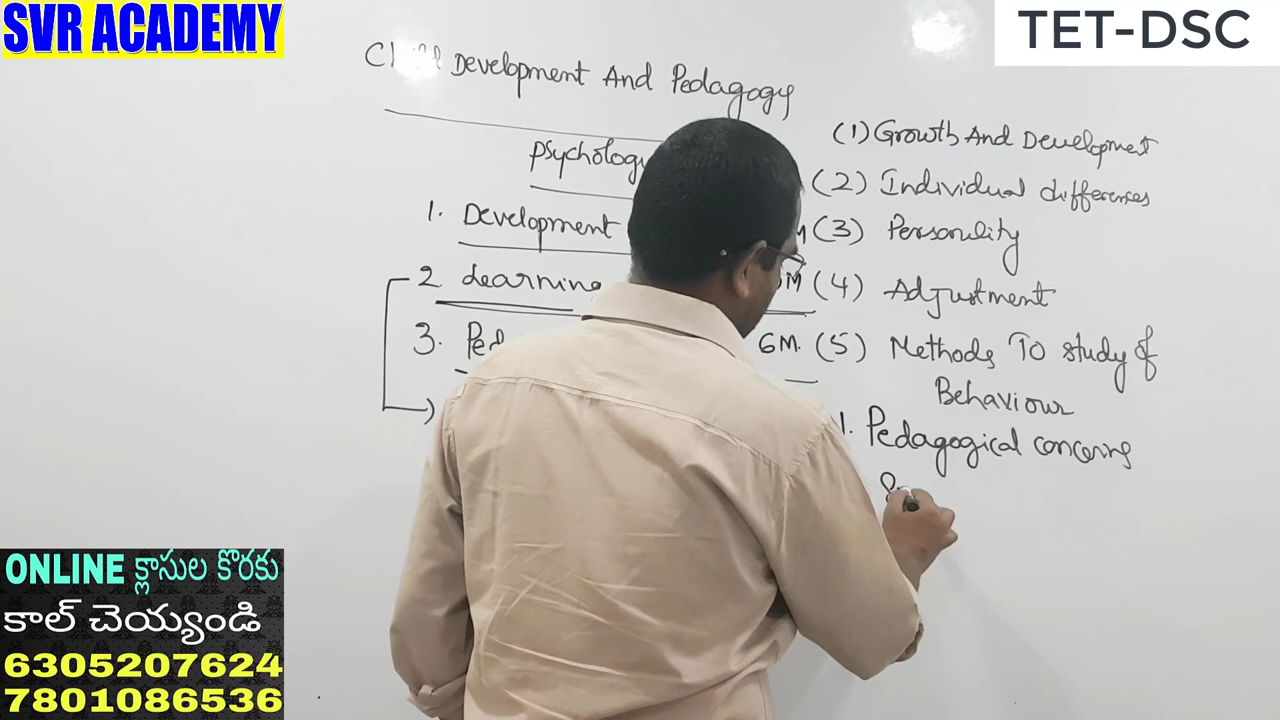 SVR ACADEMY
TET-DSC
Development And Pedagogy
Psychology
1. Development
2. Learning
3.
6M.
(1) Growth And Development
(2) Individual differences
(3) Personality
(4) Adjustment
(5) Methods To study of
Behaviour
1. Pedagogical concerns
ONLINE క్లాసుల కొరకు
కాల్ చెయ్యండి
6305207624
7801086536